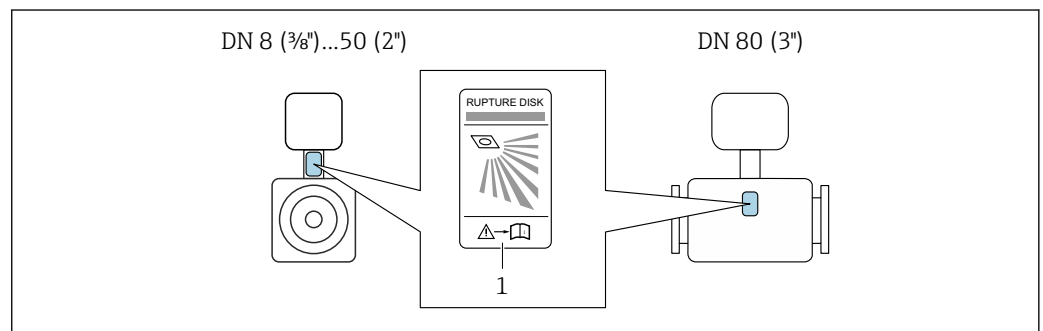 DN 8 (⅜")...50 (2")
DN 80 (3")
RUPTURE DISK
i
1